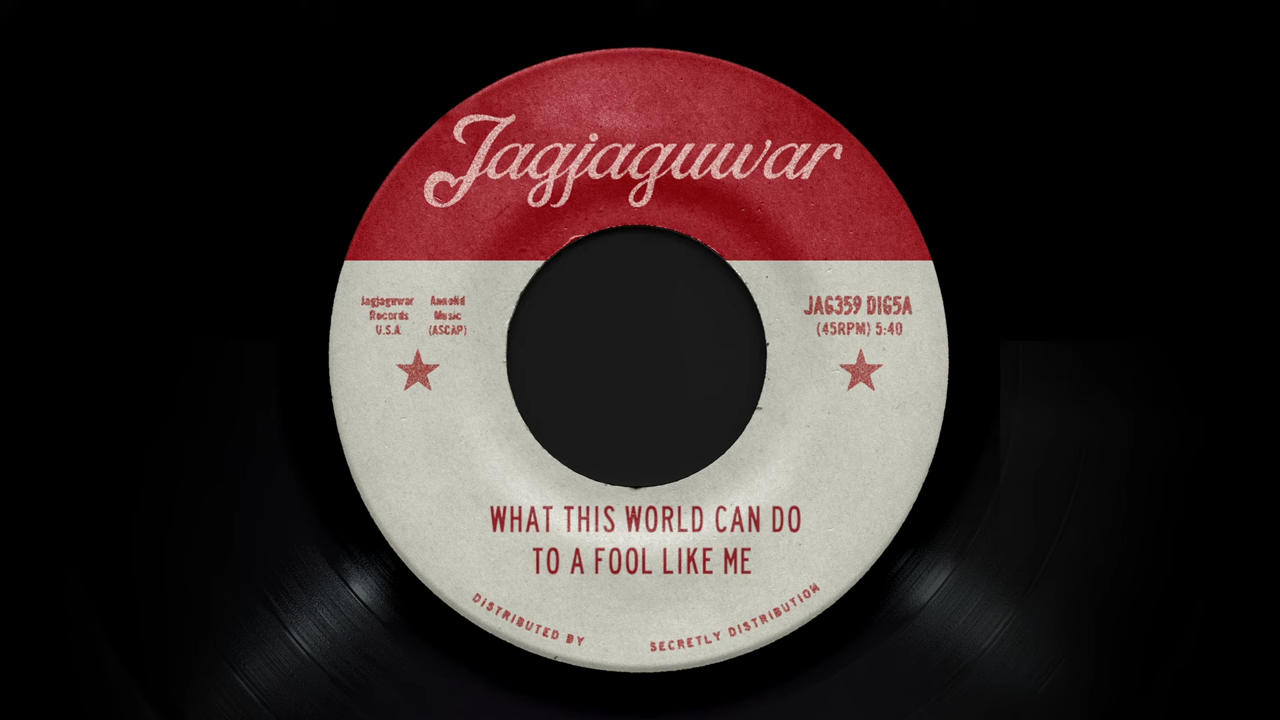 Jagjaguwar
Jagjaguwar
Records
U.S.A.
Music
(ASCAP)
JAG359 DIG5A
(45RPM) 5:40
WHAT THIS WORLD CAN DO
TO A FOOL LIKE ME
DISTRIBUTED BY SECRETLY DISTRIBUTION